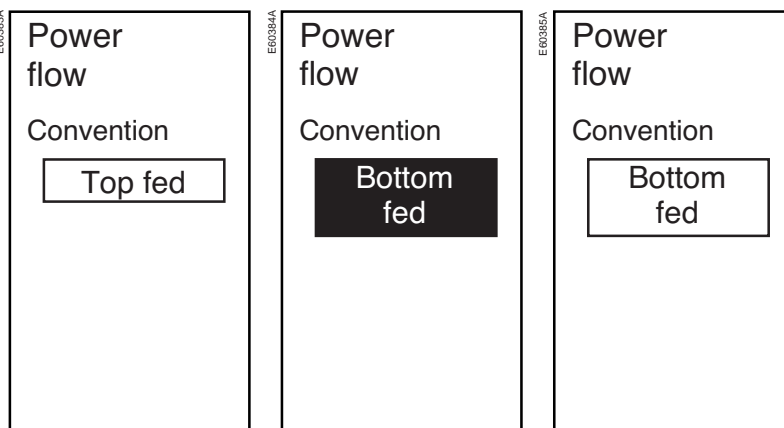 Power
flow
Convention
Top fed
E60384A
Power
flow
Convention
Bottom
fed
E60385A
Power
flow
Convention
Bottom
fed